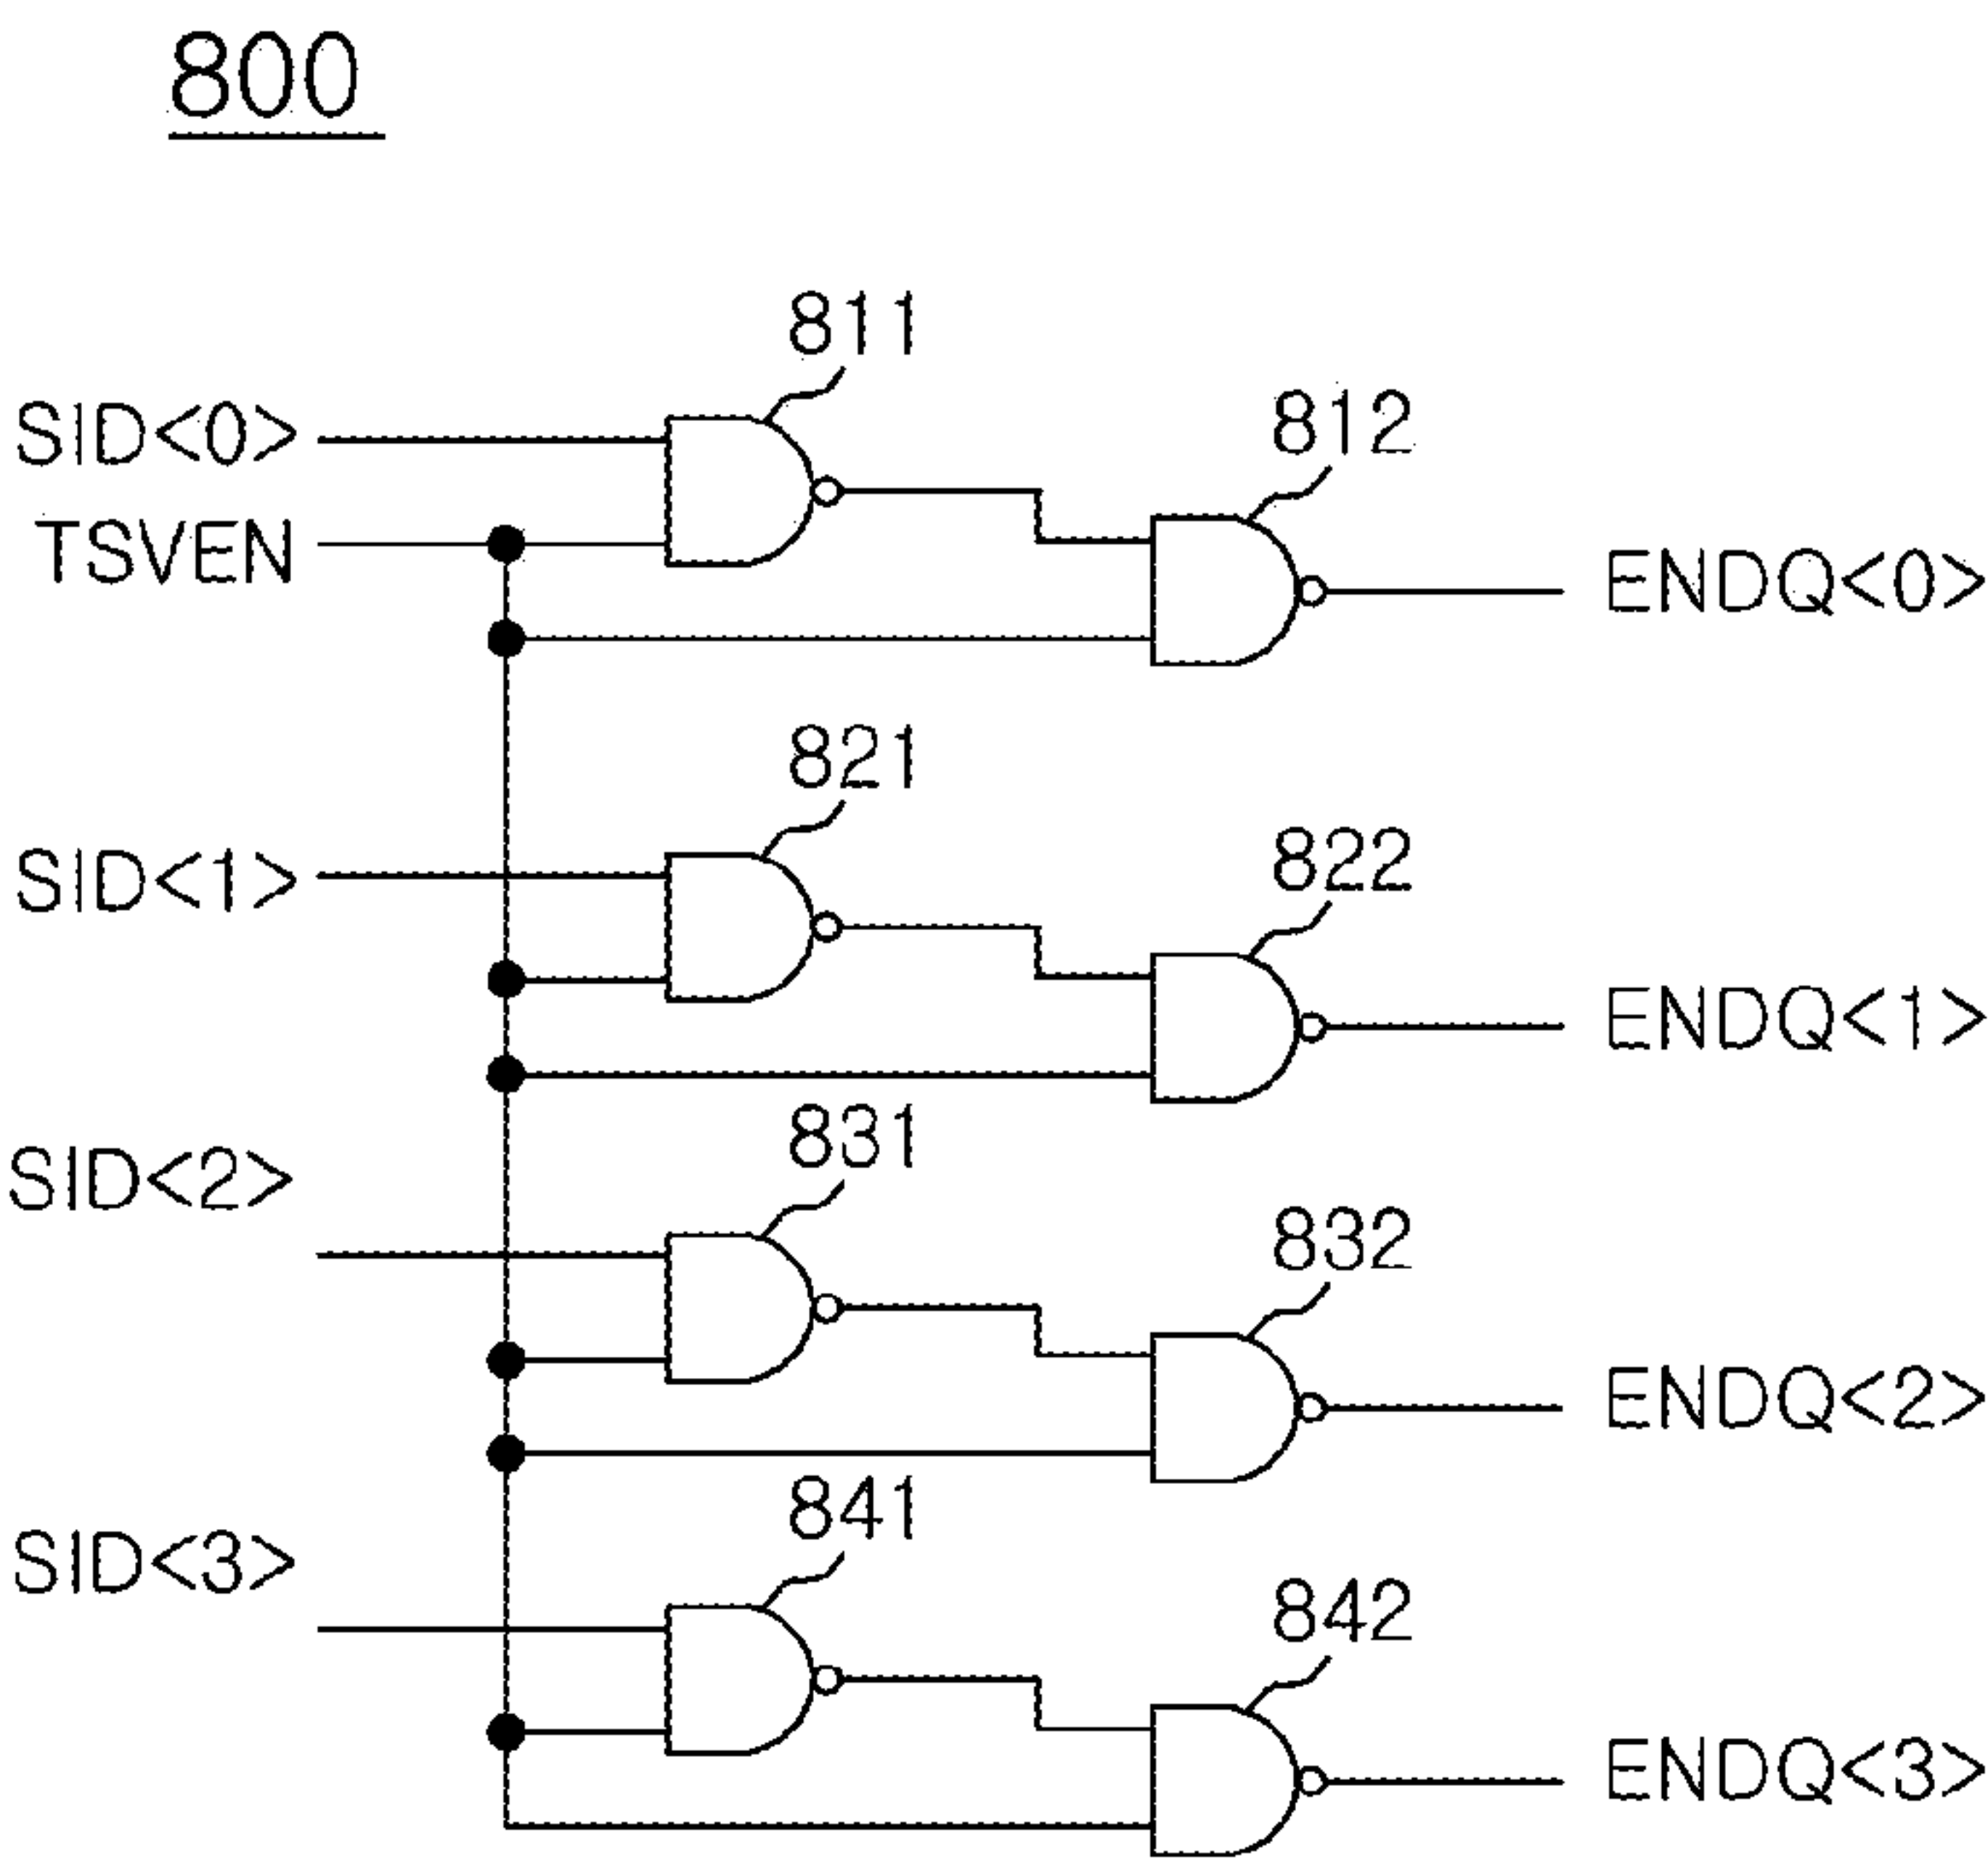 800
811
SID<0>
812
TSVEN
ENDQ<0>
821
822
SID<1>
ENDQ<1>
831
SID<2>
832
ENDQ<2>
841
SID<3>
842
ENDQ<3>